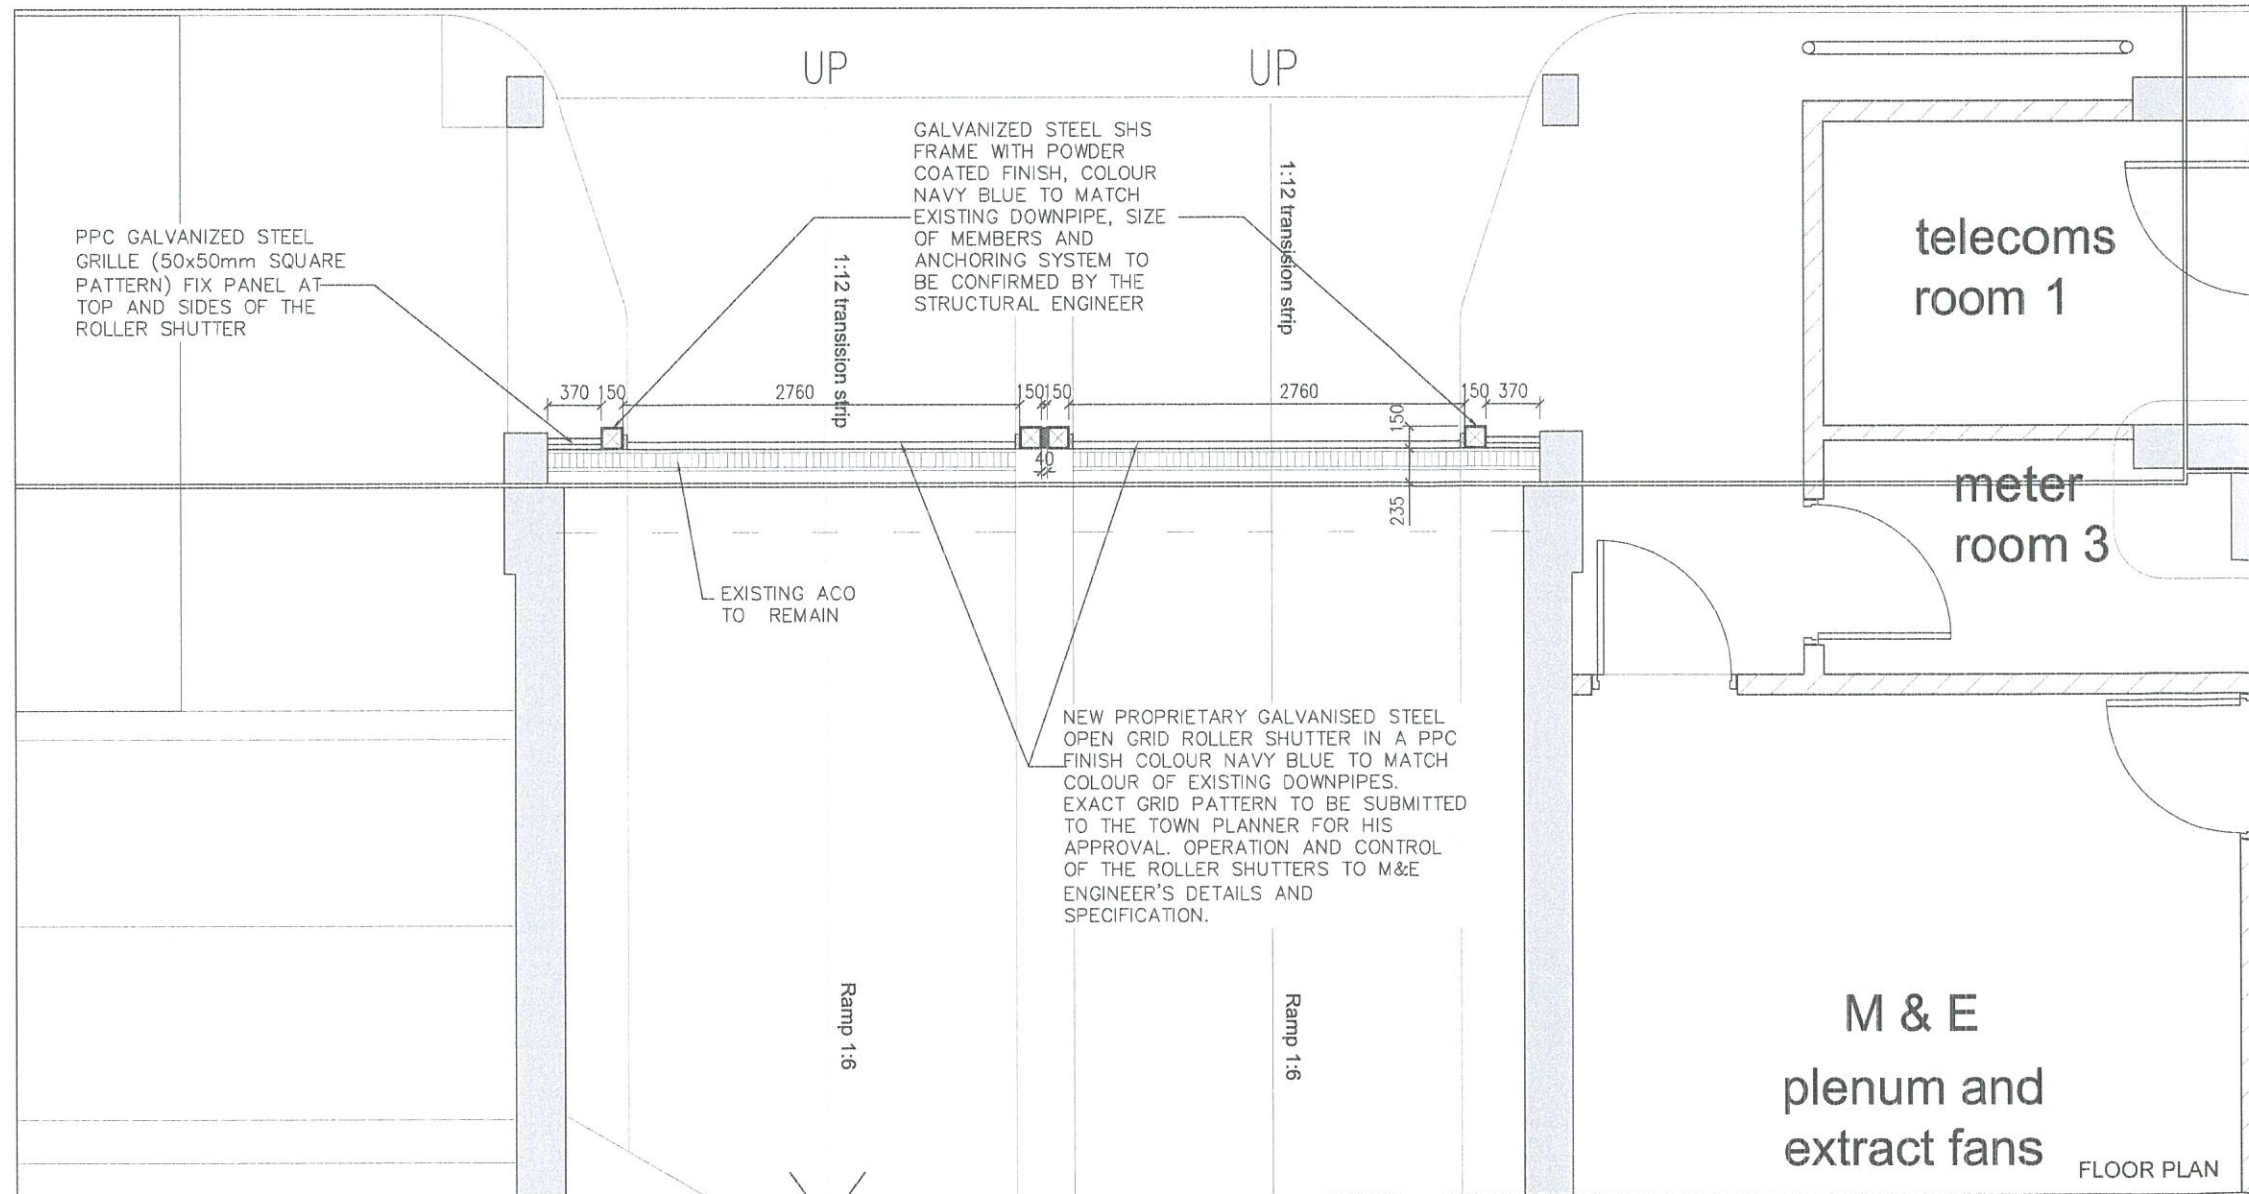 UP
UP
GALVANIZED STEEL SHS
FRAME WITH POWDER
COATED FINISH, COLOUR
NAVY BLUE TO MATCH
EXISTING DOWNPIPE, SIZE
OF MEMBERS AND
ANCHORING SYSTEM TO
BE CONFIRMED BY THE
STRUCTURAL ENGINEER
PPC GALVANIZED STEEL
GRILLE (50x50mm SQUARE
PATTERN) FIX PANEL AT
TOP AND SIDES OF THE
ROLLER SHUTTER
1:12 transision strip
1:12 transision strip
telecoms
room 1
370
150
2760
150
150
2760
150
370
150
40
235
meter
room 3
EXISTING ACO
TO REMAIN
NEW PROPRIETARY GALVANISED STEEL
OPEN GRID ROLLER SHUTTER IN A PPC
FINISH COLOUR NAVY BLUE TO MATCH
COLOUR OF EXISTING DOWNPIPES.
EXACT GRID PATTERN TO BE SUBMITTED
TO THE TOWN PLANNER FOR HIS
APPROVAL. OPERATION AND CONTROL
OF THE ROLLER SHUTTERS TO M&E
ENGINEER'S DETAILS AND
SPECIFICATION.
Ramp 1:6
Ramp 1:6
M & E
plenum and
extract fans
FLOOR PLAN